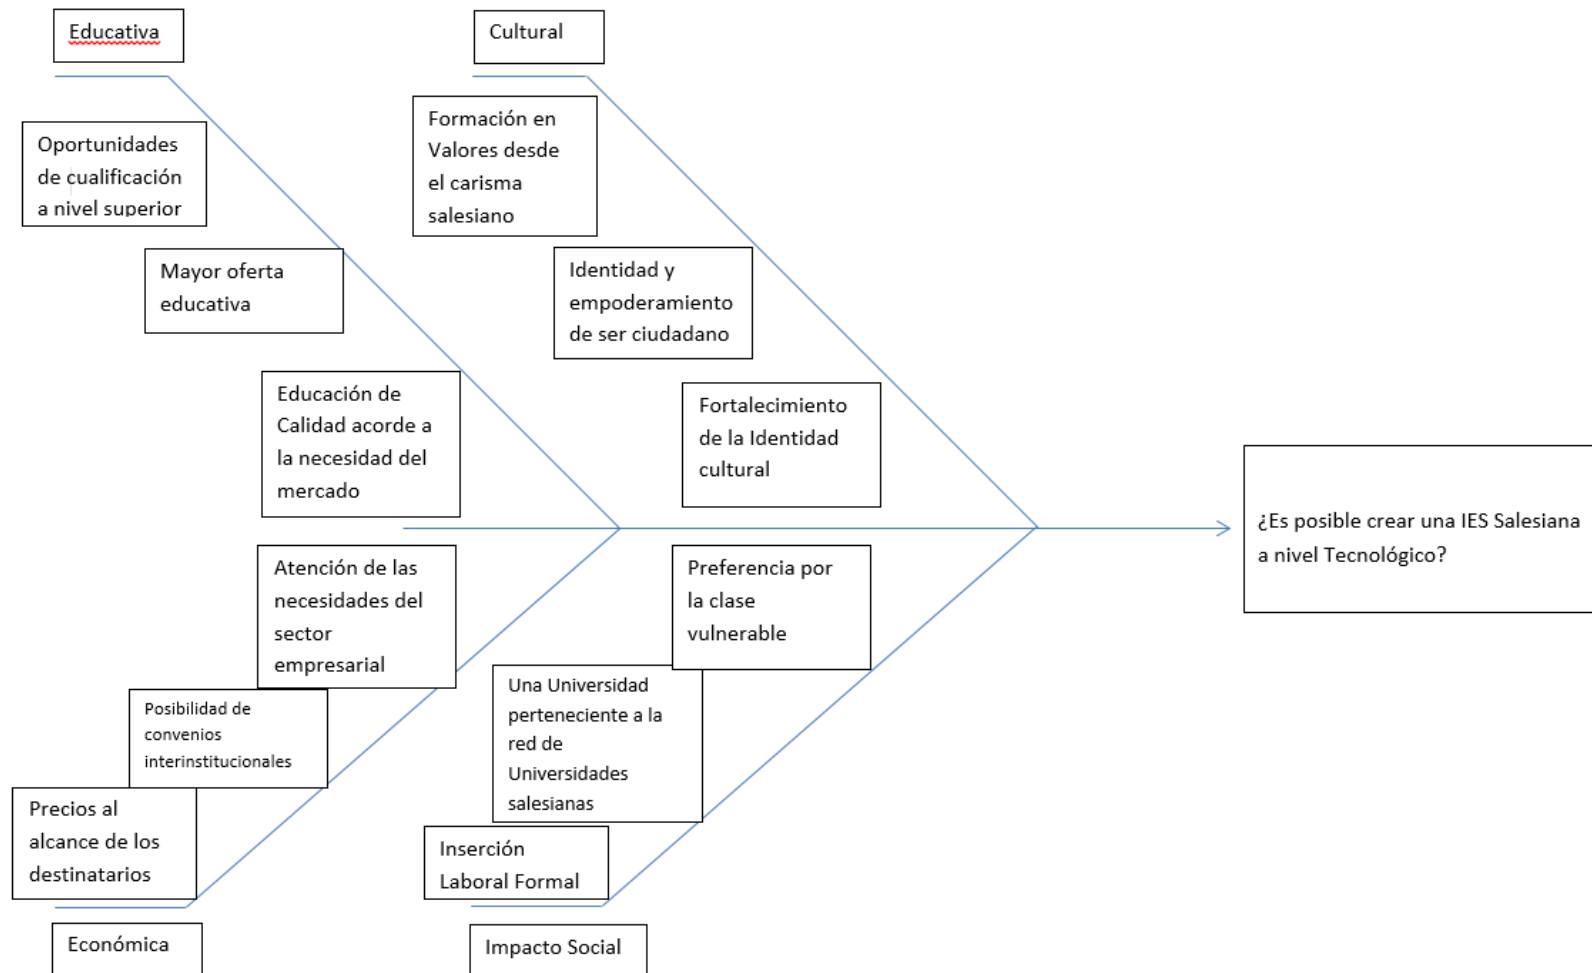 Educativa
Cultural
Oportunidades
de cualificación
a nivel superior
Formación en
Valores desde
el carisma
salesiano
Mayor oferta
educativa
Identidad y
empoderamiento
de ser ciudadano
Educación de
Calidad acorde a
la necesidad del
mercado
Fortalecimiento
de la Identidad
cultural
¿Es posible crear una IES Salesiana
a nivel Tecnológico?
Atención de las
necesidades del
sector
empresarial
Preferencia por
la clase
vulnerable
Posibilidad de
convenios
interinstitucionales
Una Universidad
perteneciente a la
red de
Universidades
salesianas
Precios al
alcance de los
destinatarios
Inserción
Laboral Formal
Económica
Impacto Social